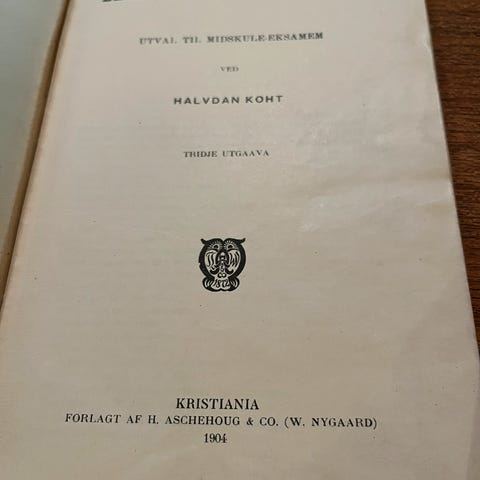 UTVAL TIL MIDSKULE-EKSAMEM
VED
HALVDAN KOHT
TRIDJE UTGAAVA
KRISTIANIA
FORLAGT AF H. ASCHEHOUG & CO. (W. NYGAARD)
1904